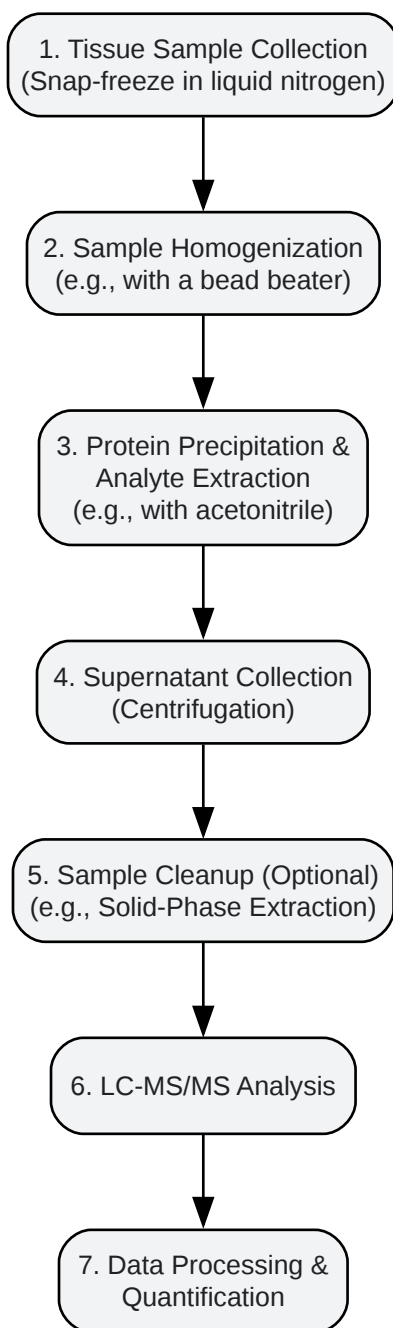 1. Tissue Sample Collection
(Snap-freeze in liquid nitrogen)
2. Sample Homogenization
(e.g., with a bead beater)
3. Protein Precipitation &
Analyte Extraction
(e.g., with acetonitrile)
4. Supernatant Collection
(Centrifugation)
5. Sample Cleanup (Optional)
(e.g., Solid-Phase Extraction)
6. LC-MS/MS Analysis
7. Data Processing &
Quantification